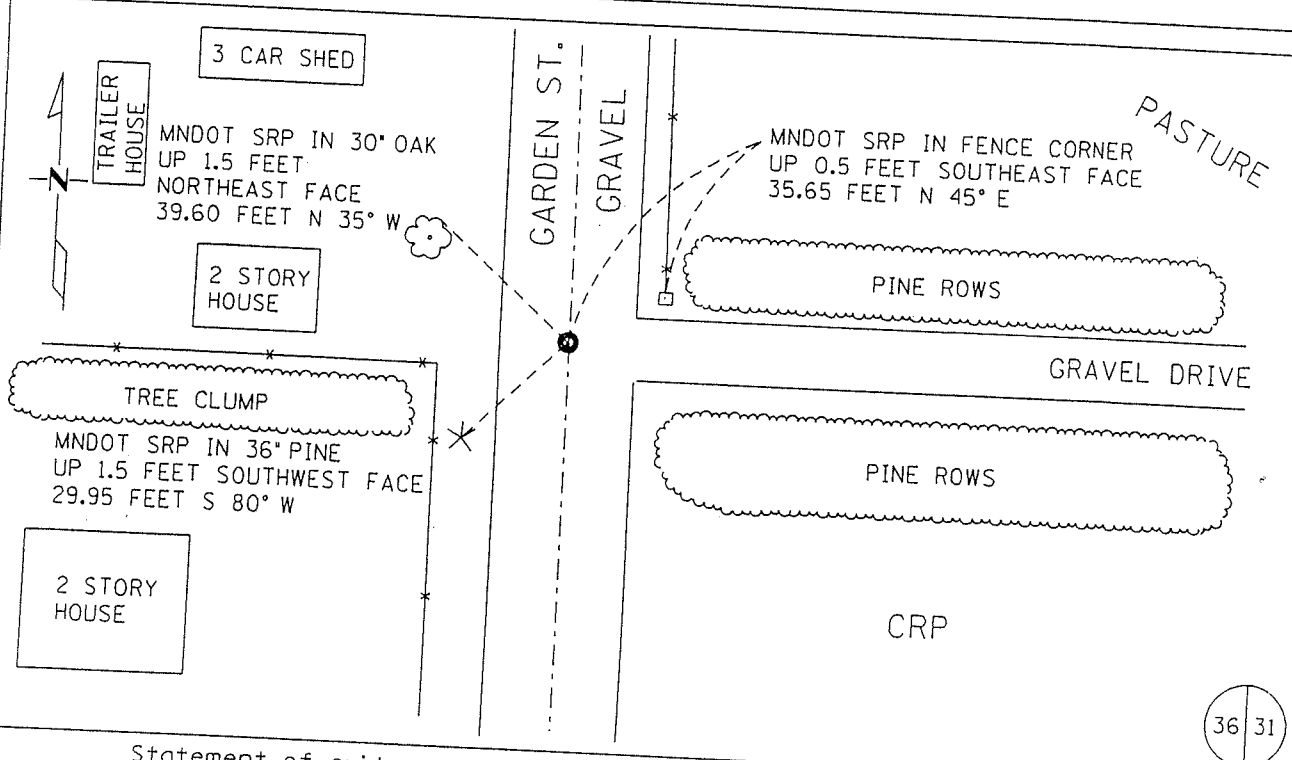 3 CAR SHED
TRAILER
HOUSE
MNDOT SRP IN 30" OAK
UP 1.5 FEET
NORTHEAST FACE
39.60 FEET N 35° W
N
GARDEN ST.
GRAVEL
MNDOT SRP IN FENCE CORNER
UP 0.5 FEET SOUTHEAST FACE
35.65 FEET N 45° E
PASTURE
2 STORY
HOUSE
PINE ROWS
GRAVEL DRIVE
TREE CLUMP
MNDOT SRP IN 36" PINE
UP 1.5 FEET SOUTHWEST FACE
29.95 FEET S 80° W
PINE ROWS
2 STORY
HOUSE
CRP
36 31
Statement of